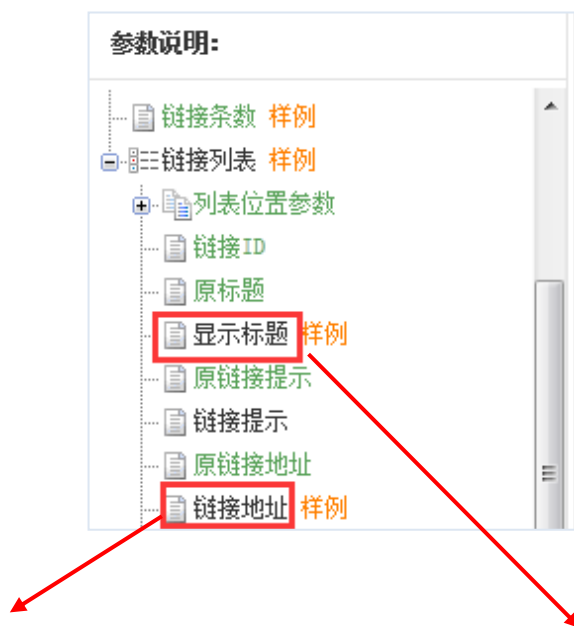 参数说明:
链接条数 样例
链接列表 样例
列表位置参数
链接ID
原标题
显示标题 样例
原链接提示
链接提示
原链接地址
链接地址 样例